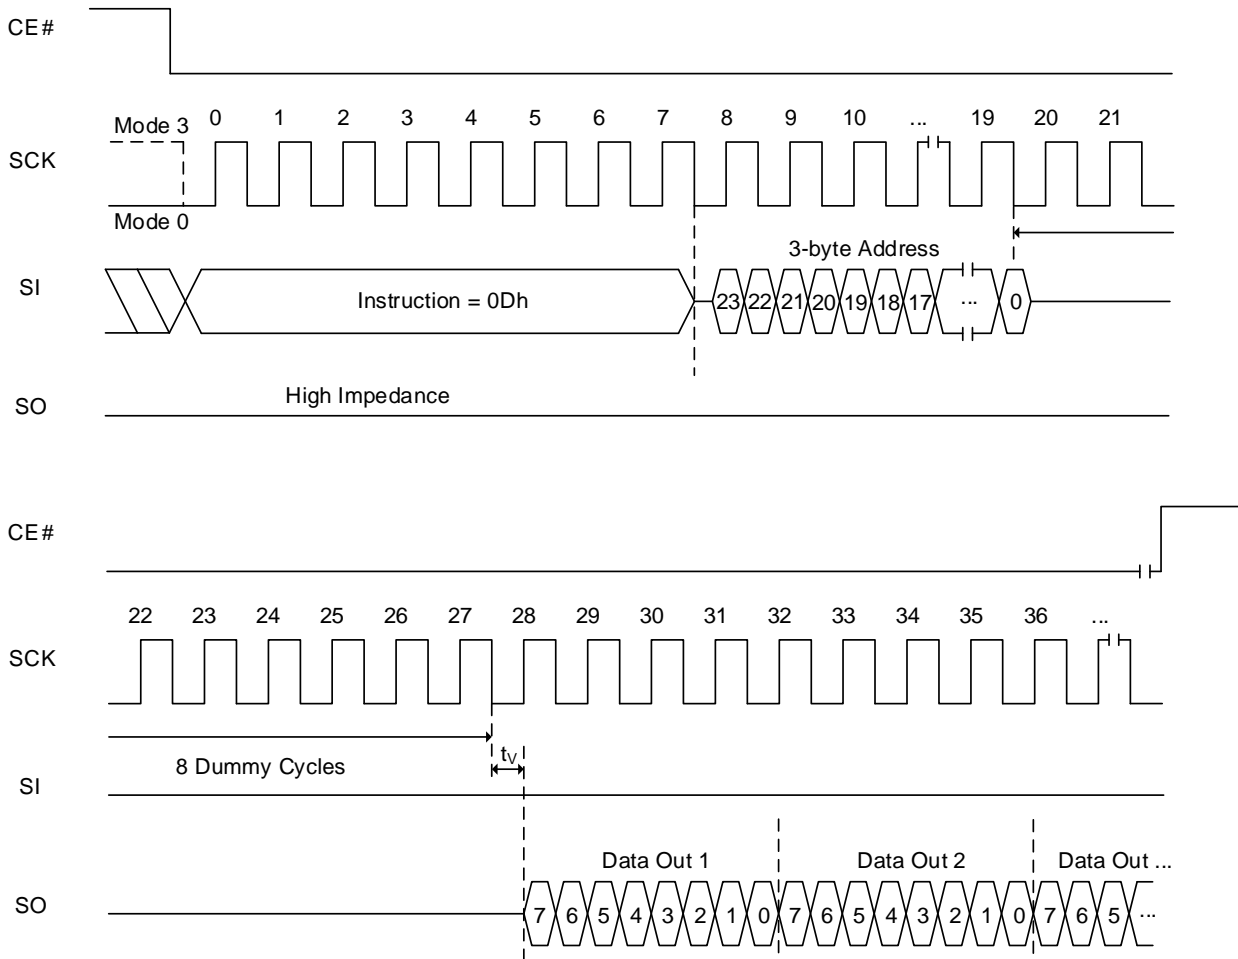 CE#
0 1 2 3 4 5 6 7 8 9 10 ... 19 20 21
Mode 3
SCK
Mode 0
3-byte Address
SI
Instruction = 0Dh 23 22 21 20 19 18 17 ... 0
High Impedance
SO
CE#
22 23 24 25 26 27 28 29 30 31 32 33 34 35 36 ...
SCK
tV
8 Dummy Cycles
SI
Data Out 1 Data Out 2 Data Out ...
SO
7 6 5 4 3 2 1 0 7 6 5 4 3 2 1 0 7 6 5 ...